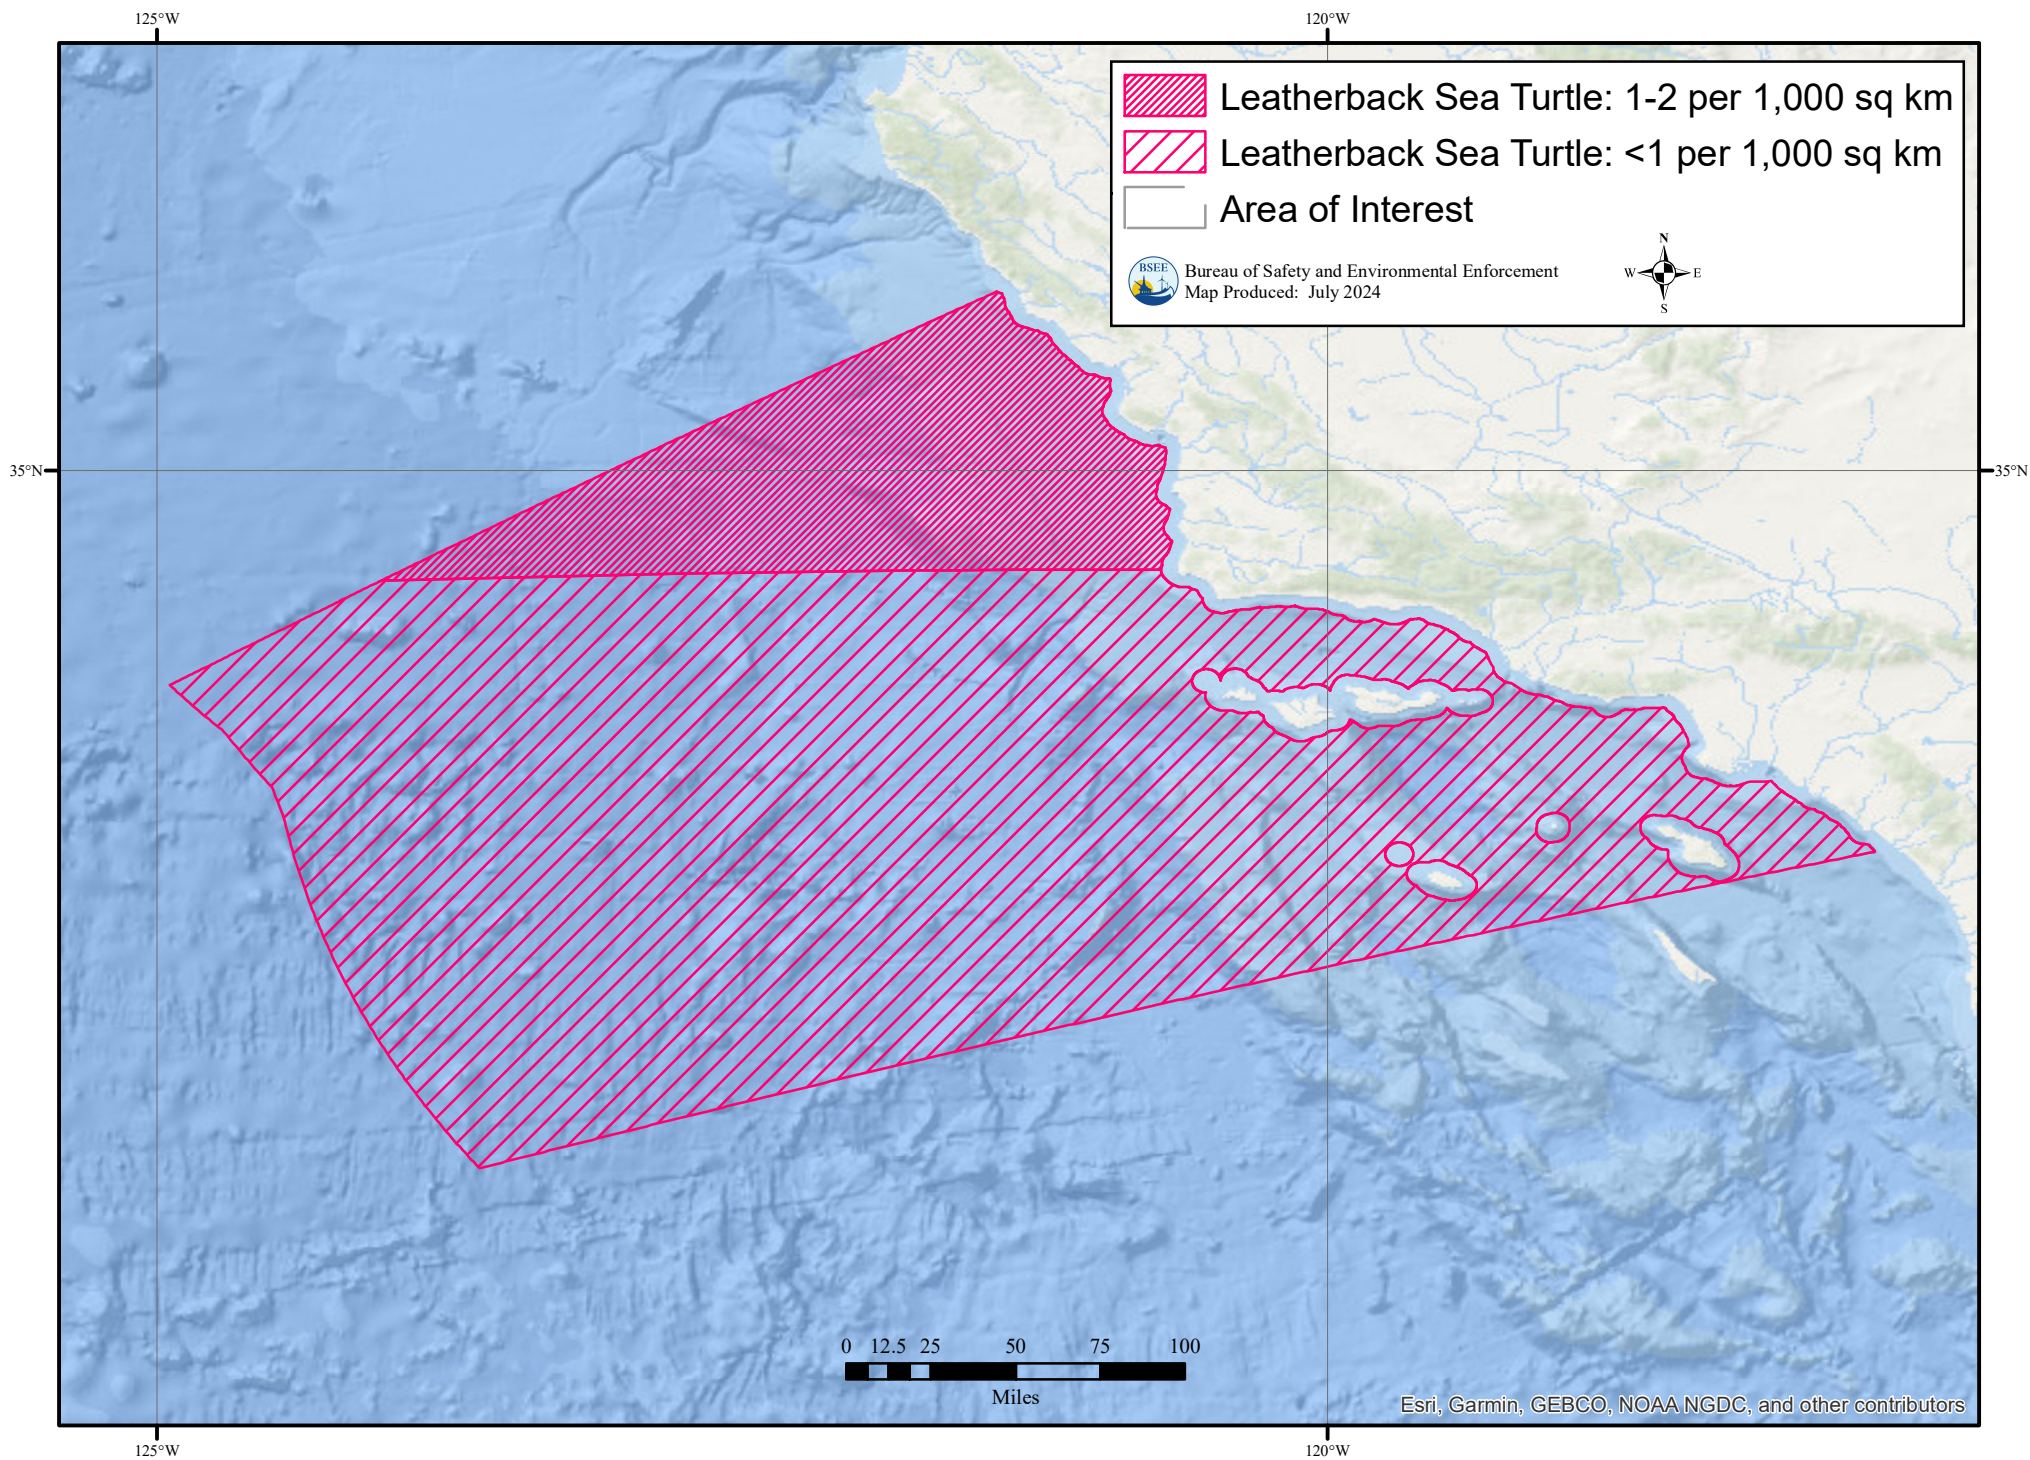 125°W 120°W
Leatherback Sea Turtle: 1-2 per 1,000 sq km
Leatherback Sea Turtle: <1 per 1,000 sq km
Area of Interest
BSEE
Bureau of Safety and Environmental Enforcement
Map Produced: July 2024
N
W E
S
35°N 35°N
0 12.5 25 50 75 100
Miles
Esri, Garmin, GEBCO, NOAA NGDC, and other contributors
125°W 120°W